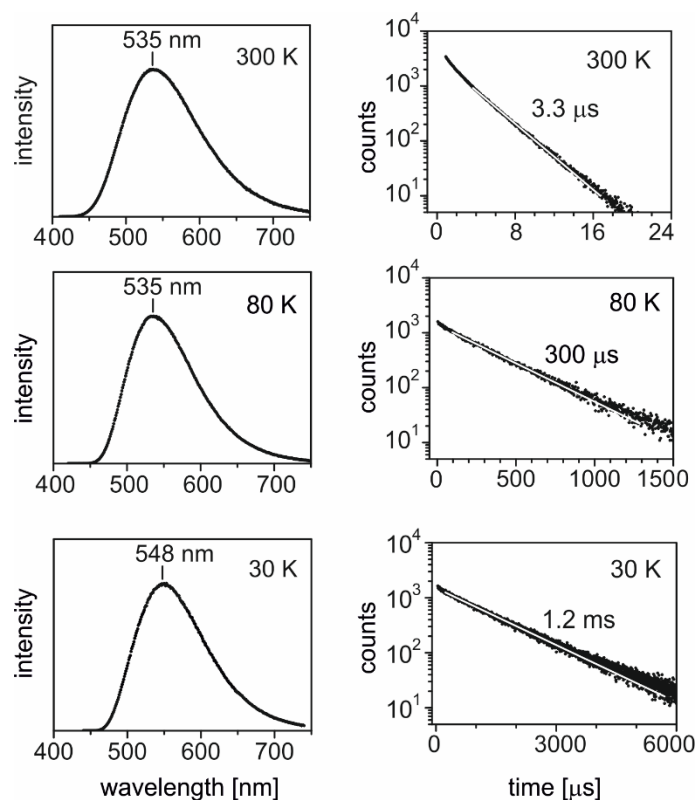 535 nm
300 K
intensity
400 500 600 700
300 K
3.3 µs
counts
10⁴
10³
10²
10¹
0 8 16 24
535 nm
80 K
intensity
400 500 600 700
80 K
300 µs
counts
10⁴
10³
10²
10¹
0 500 1000 1500
548 nm
30 K
intensity
400 500 600 700
wavelength [nm]
30 K
1.2 ms
counts
10⁴
10³
10²
10¹
0 3000 6000
time [µs]